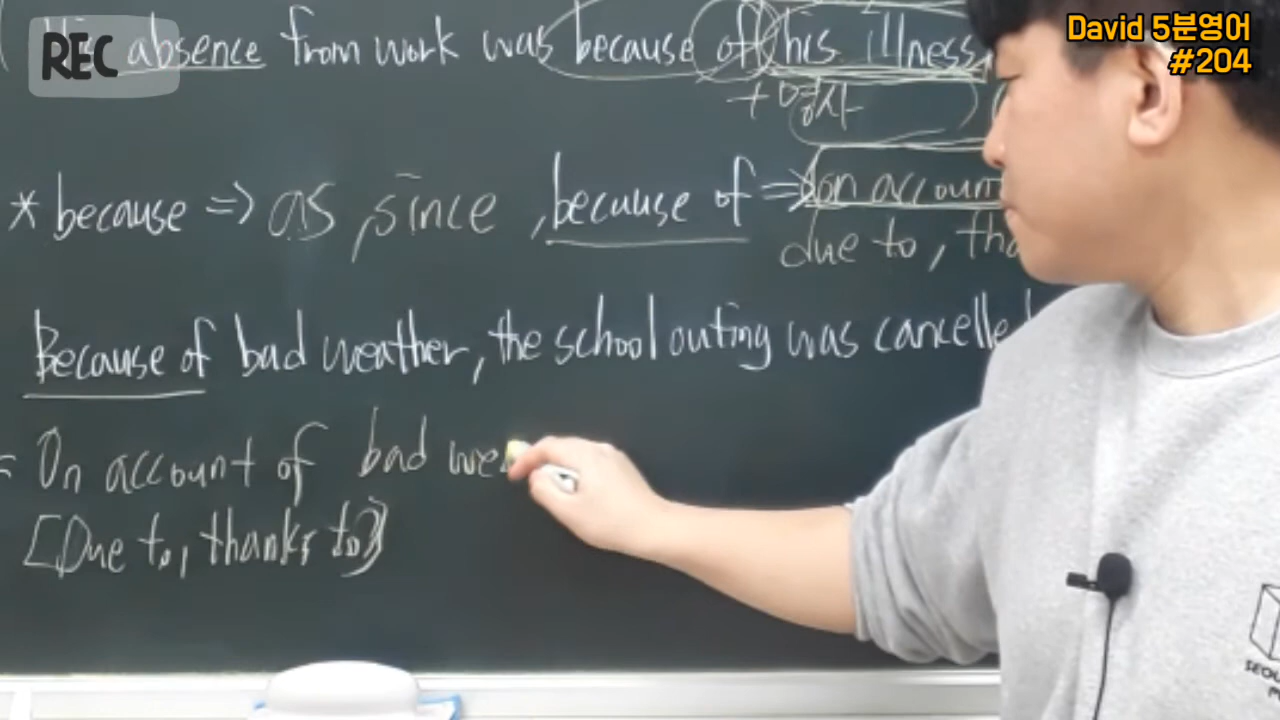 David 5분영어
#204
REC
absence from work was because of his illness,
+ 명사
* because => as, since, because of => on account
due to,
Because of bad weather, the school outing was cancelled
= On account of bad we
[Due to, thanks to]